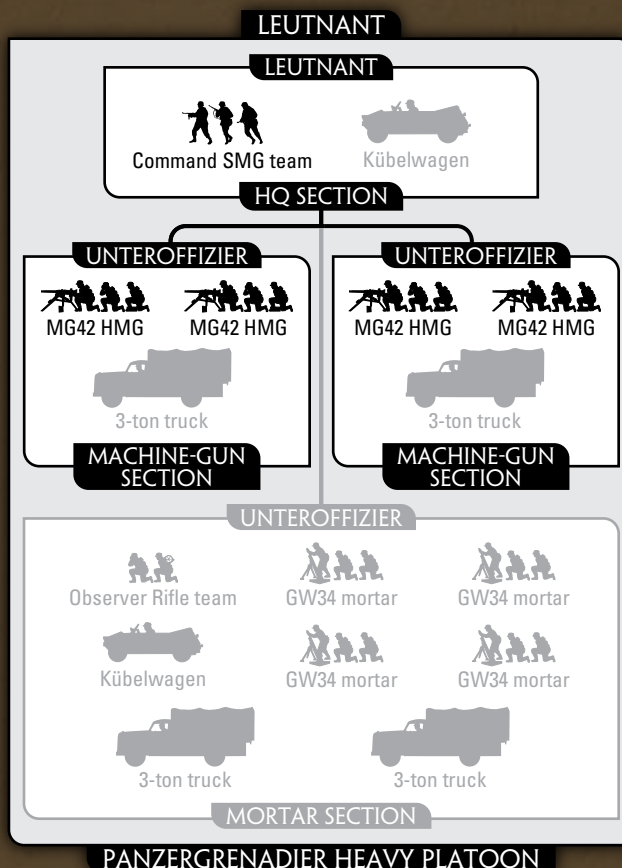 LEUTNANT
LEUTNANT
Command SMG team
Kübelwagen
HQ SECTION
UNTEROFFIZIER
MG42 HMG
MG42 HMG
3-ton truck
MACHINE-GUN
SECTION
UNTEROFFIZIER
MG42 HMG
MG42 HMG
3-ton truck
MACHINE-GUN
SECTION
UNTEROFFIZIER
Observer Rifle team
GW34 mortar
GW34 mortar
Kübelwagen
GW34 mortar
GW34 mortar
3-ton truck
3-ton truck
MORTAR SECTION
PANZERGRENADIER HEAVY PLATOON